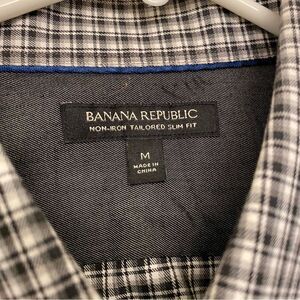 BANANA REPUBLIC
NON-IRON TAILORED SLIM FIT
M
MADE IN
CHINA